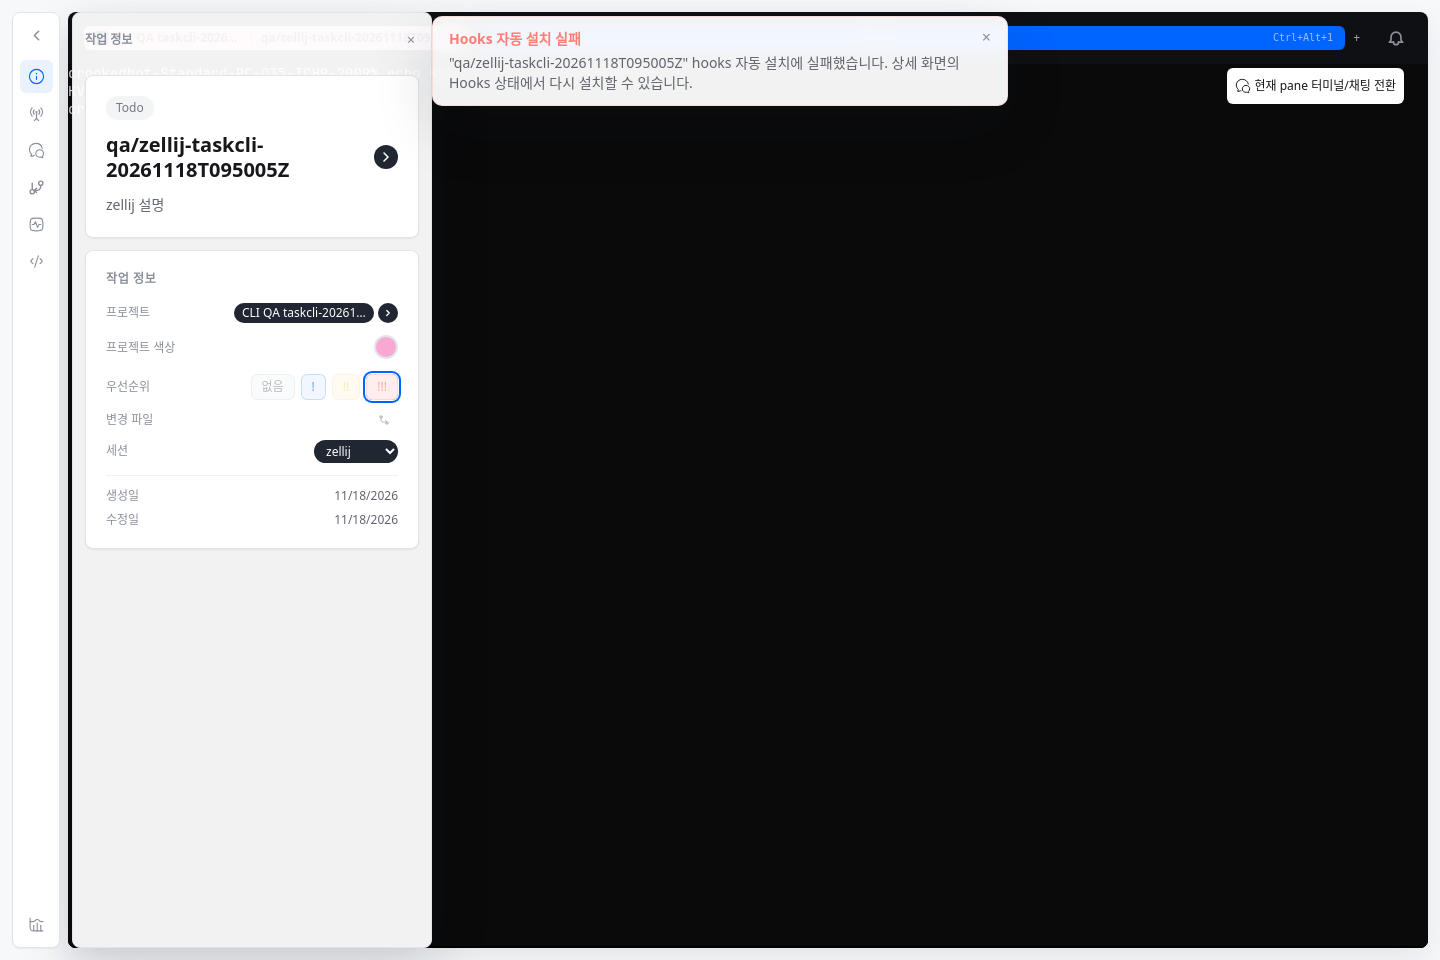 작업 정보
×
Todo
qa/zellij-taskcli-
20261118T095005Z
zellij 설명
작업 정보
프로젝트
CLI QA taskcli-20261...
프로젝트 색상
우선순위
없음
!
!!
!!!
변경 파일
세션
zellij
생성일
11/18/2026
수정일
11/18/2026
Hooks 자동 설치 실패
×
"qa/zellij-taskcli-20261118T095005Z" hooks 자동 설치에 실패했습니다. 상세 화면의
Hooks 상태에서 다시 설치할 수 있습니다.
Ctrl+Alt+1
+
현재 pane 터미널/채팅 전환